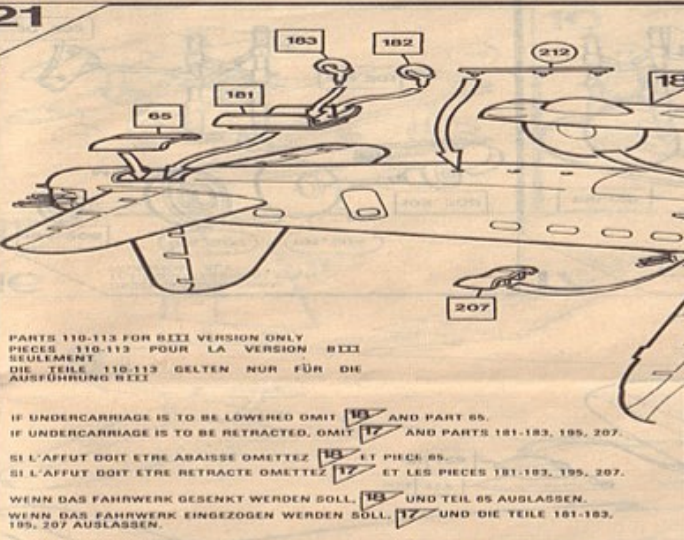 21
183
182
212
181
18
65
207
PARTS 110-113 FOR BIII VERSION ONLY
PIECES 110-113 POUR LA VERSION BIII
SEULEMENT
DIE TEILE 110-113 GELTEN NUR FÜR DIE
AUSFÜHRUNG BIII
IF UNDERCARRIAGE IS TO BE LOWERED OMIT 18 AND PART 65.
IF UNDERCARRIAGE IS TO BE RETRACTED, OMIT 17 AND PARTS 181-183, 195, 207.
SI L'AFFUT DOIT ETRE ABAISSE OMETTEZ 18 ET PIECE 65.
SI L'AFFUT DOIT ETRE RETRACTE OMETTEZ 17 ET LES PIECES 181-183, 195, 207.
WENN DAS FAHRWERK GESENKT WERDEN SOLL, 18 UND TEIL 65 AUSLASSEN.
WENN DAS FAHRWERK EINGEZOGEN WERDEN SOLL, 17 UND DIE TEILE 181-183,
195, 207 AUSLASSEN.